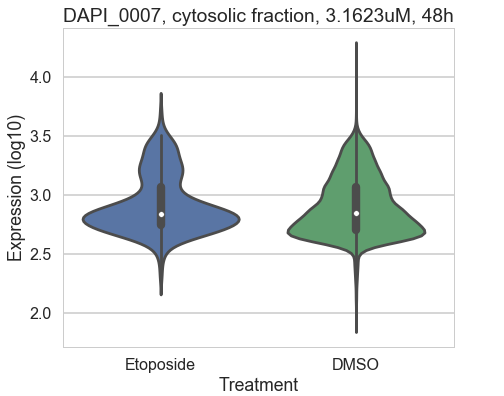 DAPI_0007, cytosolic fraction, 3.1623uM, 48h
Expression (log10)
4.0
3.5
3.0
2.5
2.0
Etoposide DMSO
Treatment